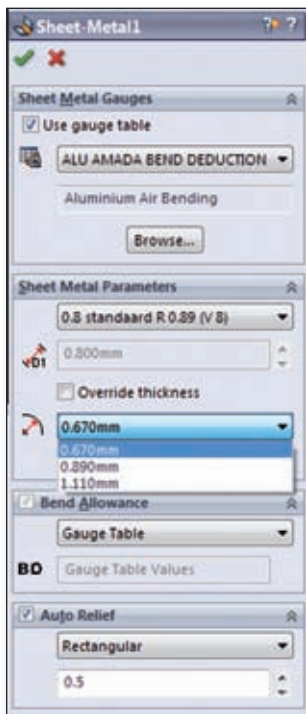 Sheet-Metal1
? ?
Sheet Metal Gauges
Use gauge table
ALU AMADA BEND DEDUCTION
Aluminium Air Bending
Browse...
Sheet Metal Parameters
0.8 standaard R 0.89 (V 8)
D1
0.800mm
Override thickness
0.670mm
0.670mm
0.890mm
1.110mm
Bend Allowance
Gauge Table
BD
Gauge Table Values
Auto Relief
Rectangular
0.5